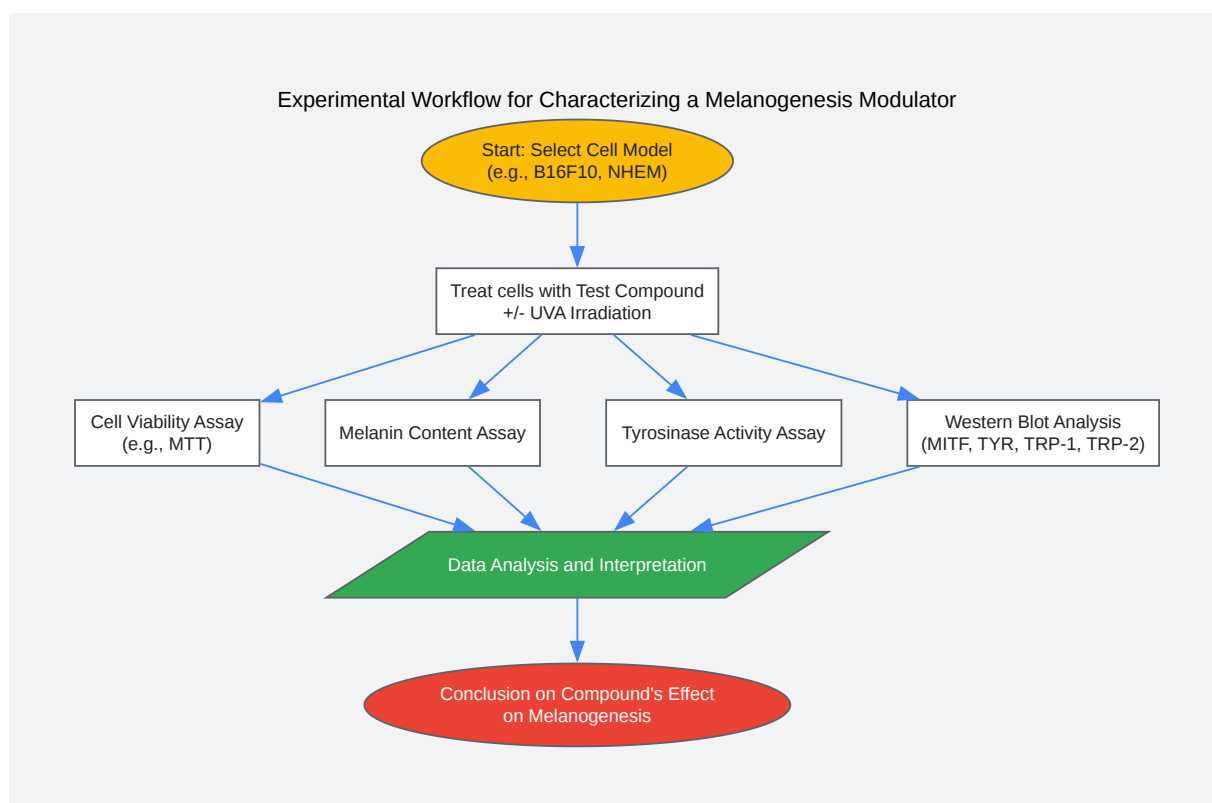 Experimental Workflow for Characterizing a Melanogenesis Modulator
Start: Select Cell Model
(e.g., B16F10, NHEM)
Treat cells with Test Compound
+/- UVA Irradiation
Cell Viability Assay
(e.g., MTT)
Melanin Content Assay
Tyrosinase Activity Assay
Western Blot Analysis
(MITF, TYR, TRP-1, TRP-2)
Data Analysis and Interpretation
Conclusion on Compound's Effect
on Melanogenesis